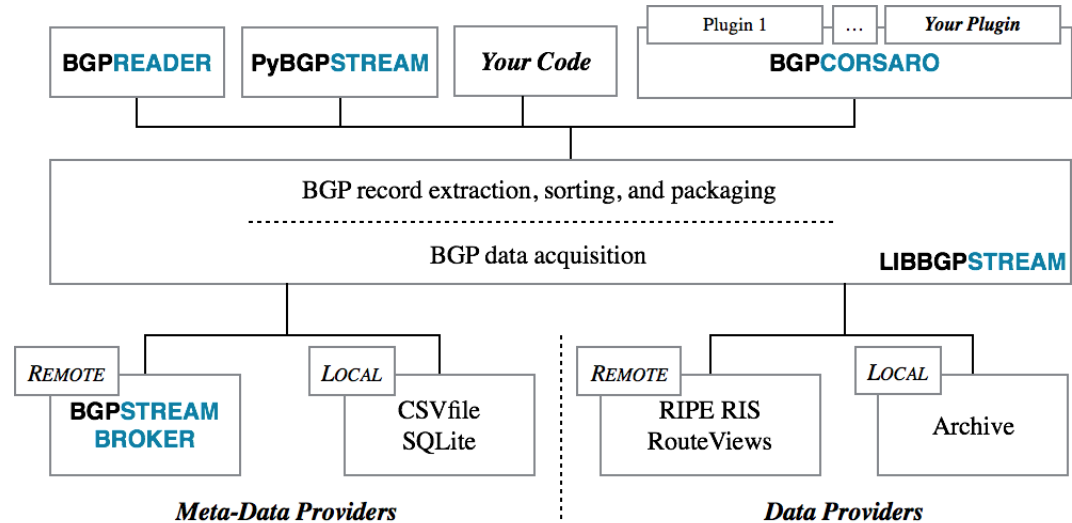 Plugin 1
...
Your Plugin
BGPREADER
PyBGPSTREAM
Your Code
BGPCORSARO
BGP record extraction, sorting, and packaging
BGP data acquisition
LIBBGPSTREAM
REMOTE
BGPSTREAM
BROKER
LOCAL
CSVfile
SQLite
REMOTE
RIPE RIS
RouteViews
LOCAL
Archive
Meta-Data Providers
Data Providers